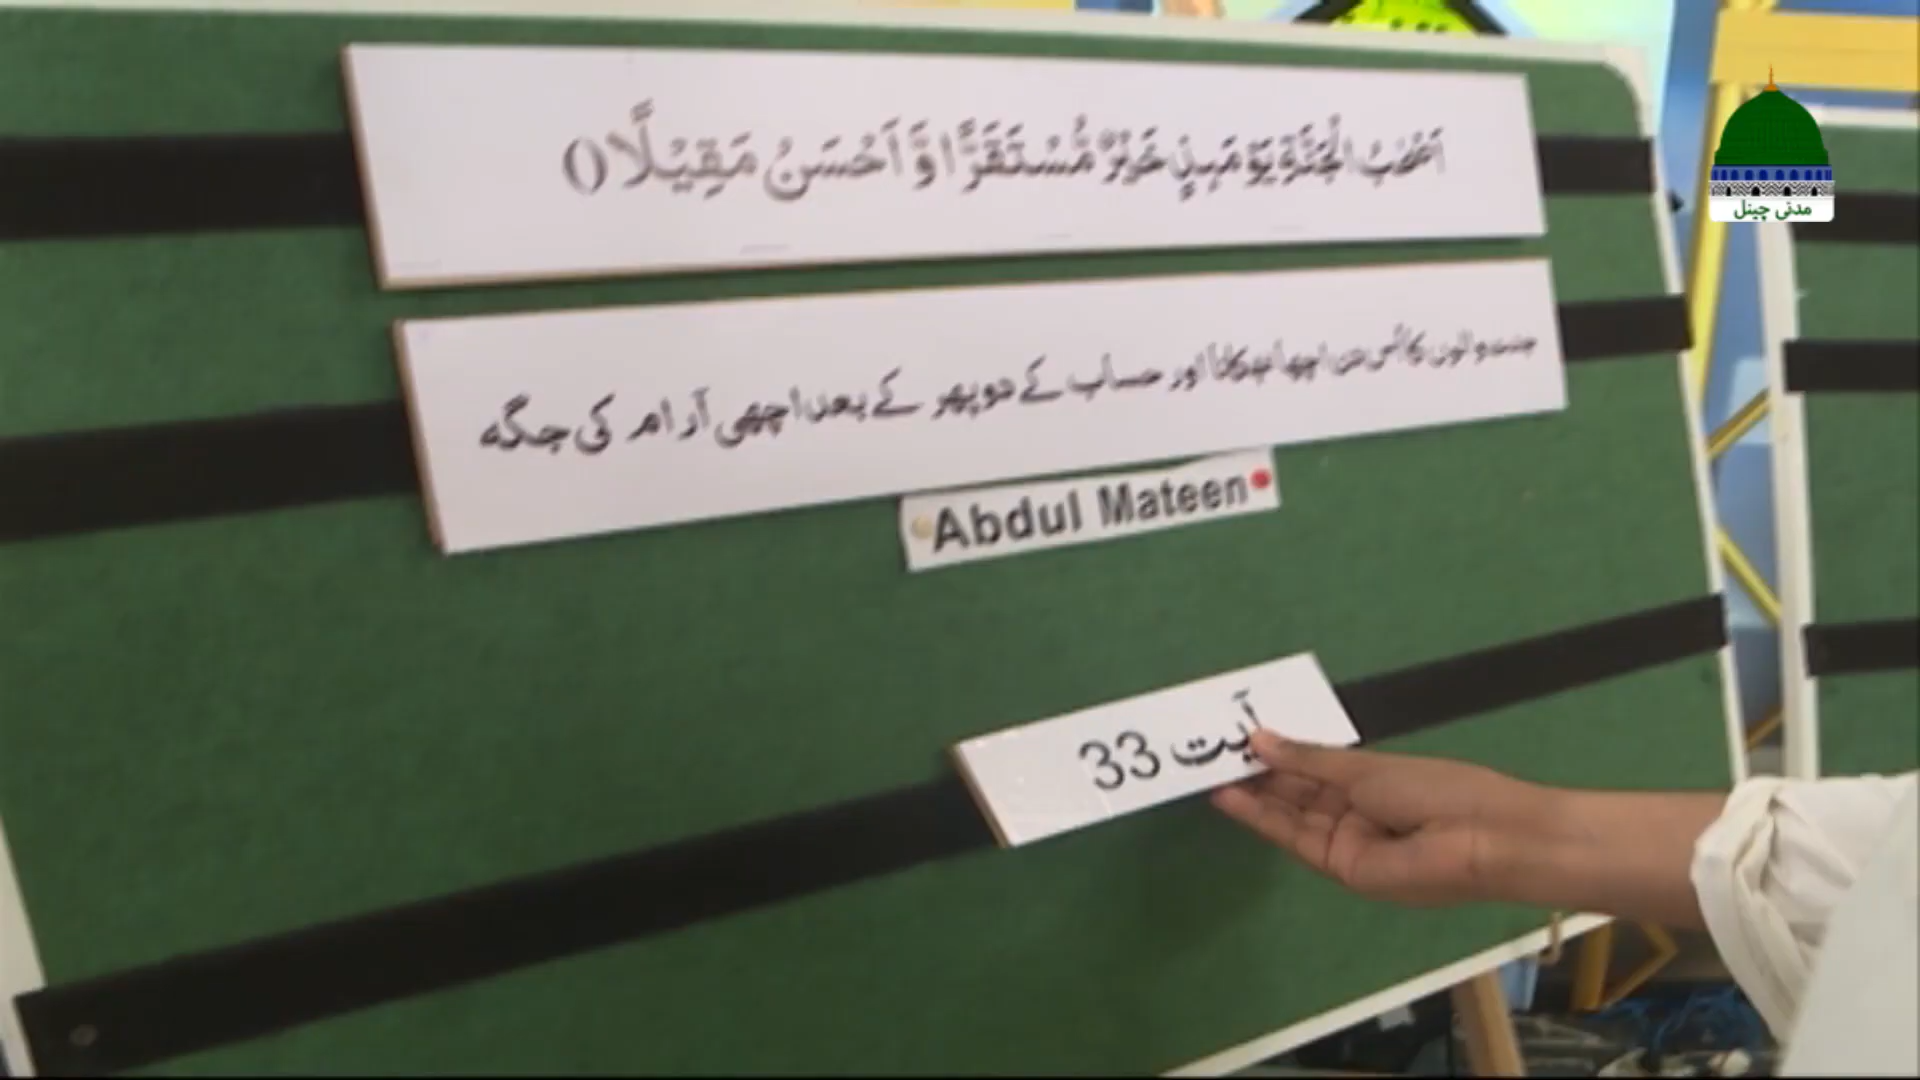 اَصْحٰبُ الْجَنَّةِ یَوْمَىٕذٍ خَیْرٌ مُّسْتَقَرًّا وَّ اَحْسَنُ مَقِیْلًا()
جنت والوں کا اُس دن اچھا ٹھکانا اور حساب کے دوپہر کے بعد اچھی آرام کی جگہ
Abdul Mateen
آیت 33
مدنی چینل